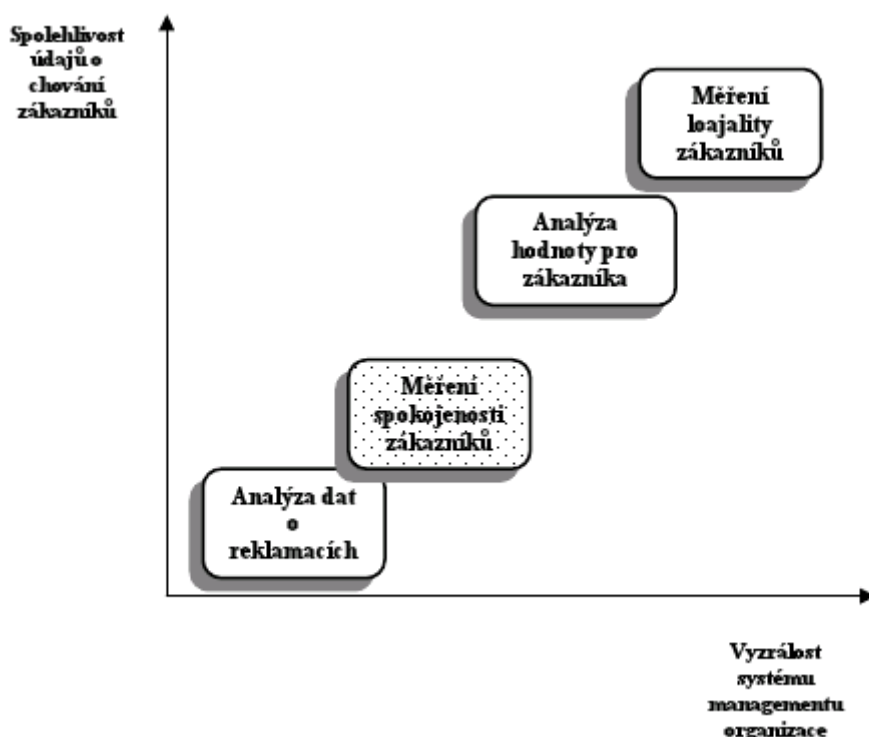 Spolehlivost
údajů o
chování
zákazníků
Měření
loajality
zákazníků
Analýza
hodnoty pro
zákazníka
Měření
spokojenosti
zákazníků
Analýza dat
o
reklamacích
Vyzrálost
systému
managementu
organizace